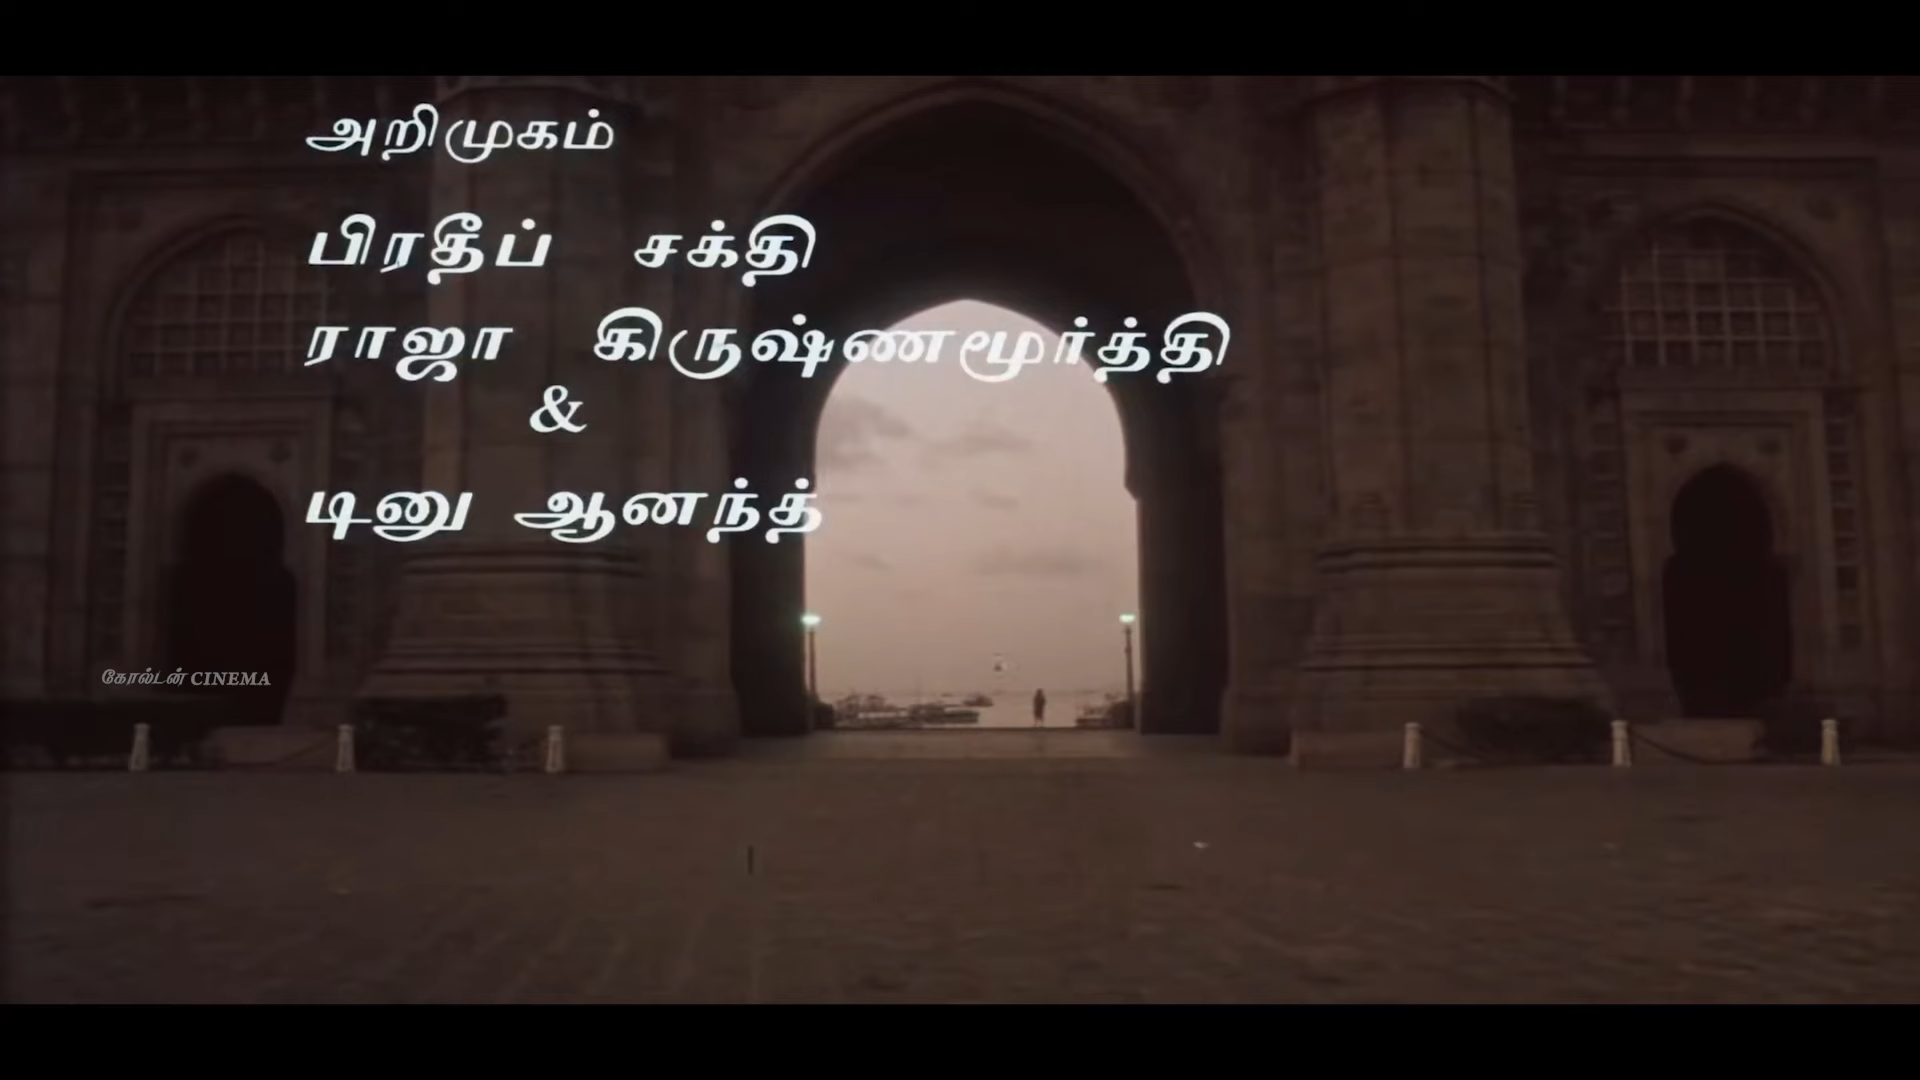 அறிமுகம்
பிரதீப் சக்தி
ராஜா கிருஷ்ணமூர்த்தி
&
டினு ஆனந்த்
கோல்டன் CINEMA